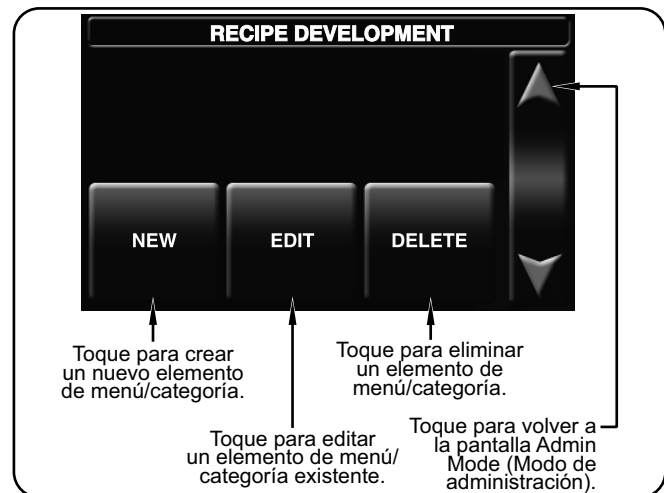 RECIPE DEVELOPMENT
NEW
EDIT
DELETE
Toque para crear
un nuevo elemento
de menú/categoría.
Toque para editar
un elemento de menú/
categoría existente.
Toque para eliminar
un elemento de
menú/categoría.
Toque para volver a
la pantalla Admin
Mode (Modo de
administración).